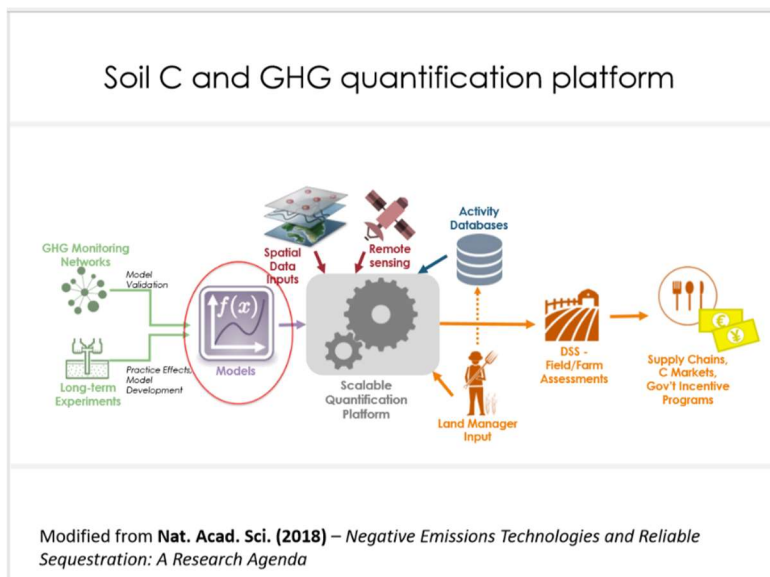 Soil C and GHG quantification platform
GHG Monitoring
Networks
Model
Validation
Long-term
Experiments
Practice Effects,
Model
Development
f(x)
Models
Spatial
Data
Inputs
Remote
sensing
Activity
Databases
Scalable
Quantification
Platform
Land Manager
Input
DSS -
Field/Farm
Assessments
€
¥
Supply Chains,
C Markets,
Gov't Incentive
Programs
Modified from Nat. Acad. Sci. (2018) – Negative Emissions Technologies and Reliable
Sequestration: A Research Agenda